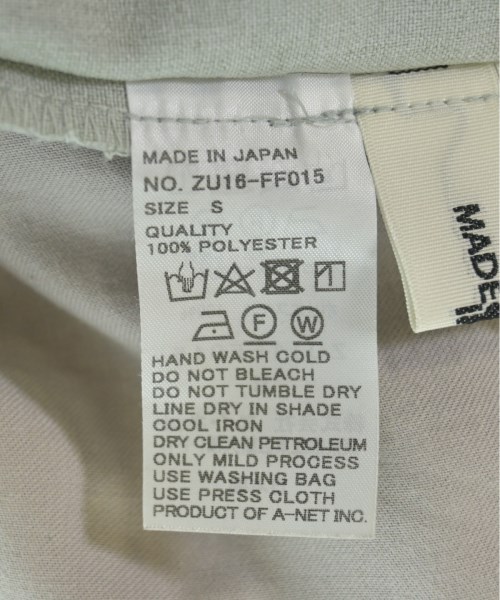 MADE IN JAPAN
NO. ZU16-FF015
SIZE S
QUALITY
100% POLYESTER
F W
HAND WASH COLD
DO NOT BLEACH
DO NOT TUMBLE DRY
LINE DRY IN SHADE
COOL IRON
DRY CLEAN PETROLEUM
ONLY MILD PROCESS
USE WASHING BAG
USE PRESS CLOTH
PRODUCT OF A-NET INC.
MADE